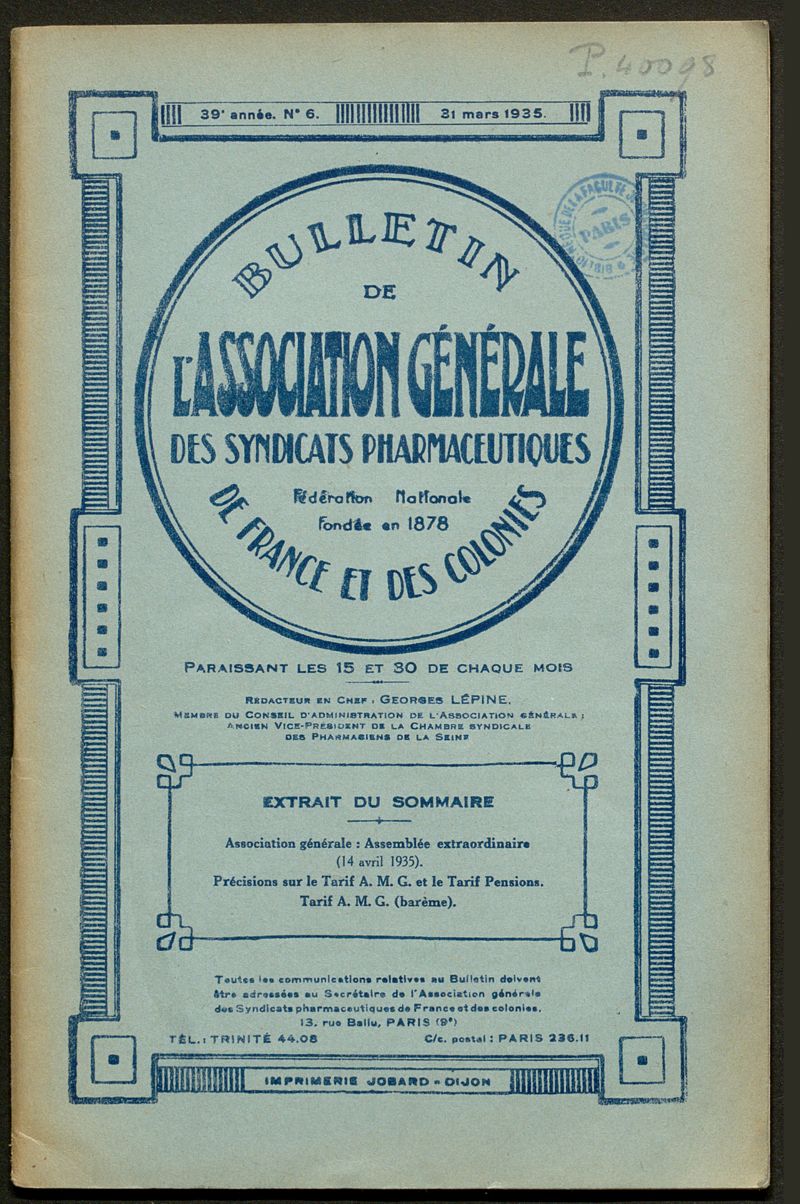 P. 40098
39e année. N° 6. 31 mars 1935.
BIBLIOTHÈQUE DE LA FACULTÉ DE
PARIS
BULLETIN
DE
L'ASSOCIATION GÉNÉRALE
DES SYNDICATS PHARMACEUTIQUES
Fédération Nationale
fondée en 1878
DE FRANCE ET DES COLONIES
PARAISSANT LES 15 ET 30 DE CHAQUE MOIS
RÉDACTEUR EN CHEF : GEORGES LÉPINE,
MEMBRE DU CONSEIL D'ADMINISTRATION DE L'ASSOCIATION GÉNÉRALE ;
ANCIEN VICE-PRÉSIDENT DE LA CHAMBRE SYNDICALE
DES PHARMACIENS DE LA SEINE
EXTRAIT DU SOMMAIRE
Association générale : Assemblée extraordinaire
(14 avril 1935).
Précisions sur le Tarif A. M. G. et le Tarif Pensions.
Tarif A. M. G. (barème).
Toutes les communications relatives au Bulletin doivent
être adressées au Secrétaire de l'Association générale
des Syndicats pharmaceutiques de France et des colonies,
13, rue Ballu, PARIS (9e)
TÉL. : TRINITÉ 44.08 C/c. postal : PARIS 236.11
IMPRIMERIE JOBARD - DIJON